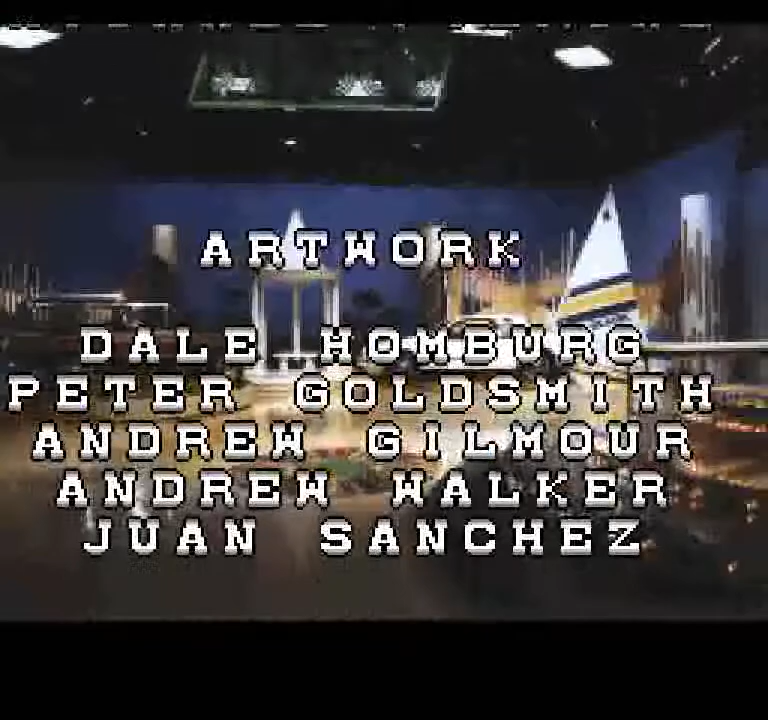 ARTWORK
DALE HOMBURG
PETER GOLDSMITH
ANDREW GILMOUR
ANDREW WALKER
JUAN SANCHEZ